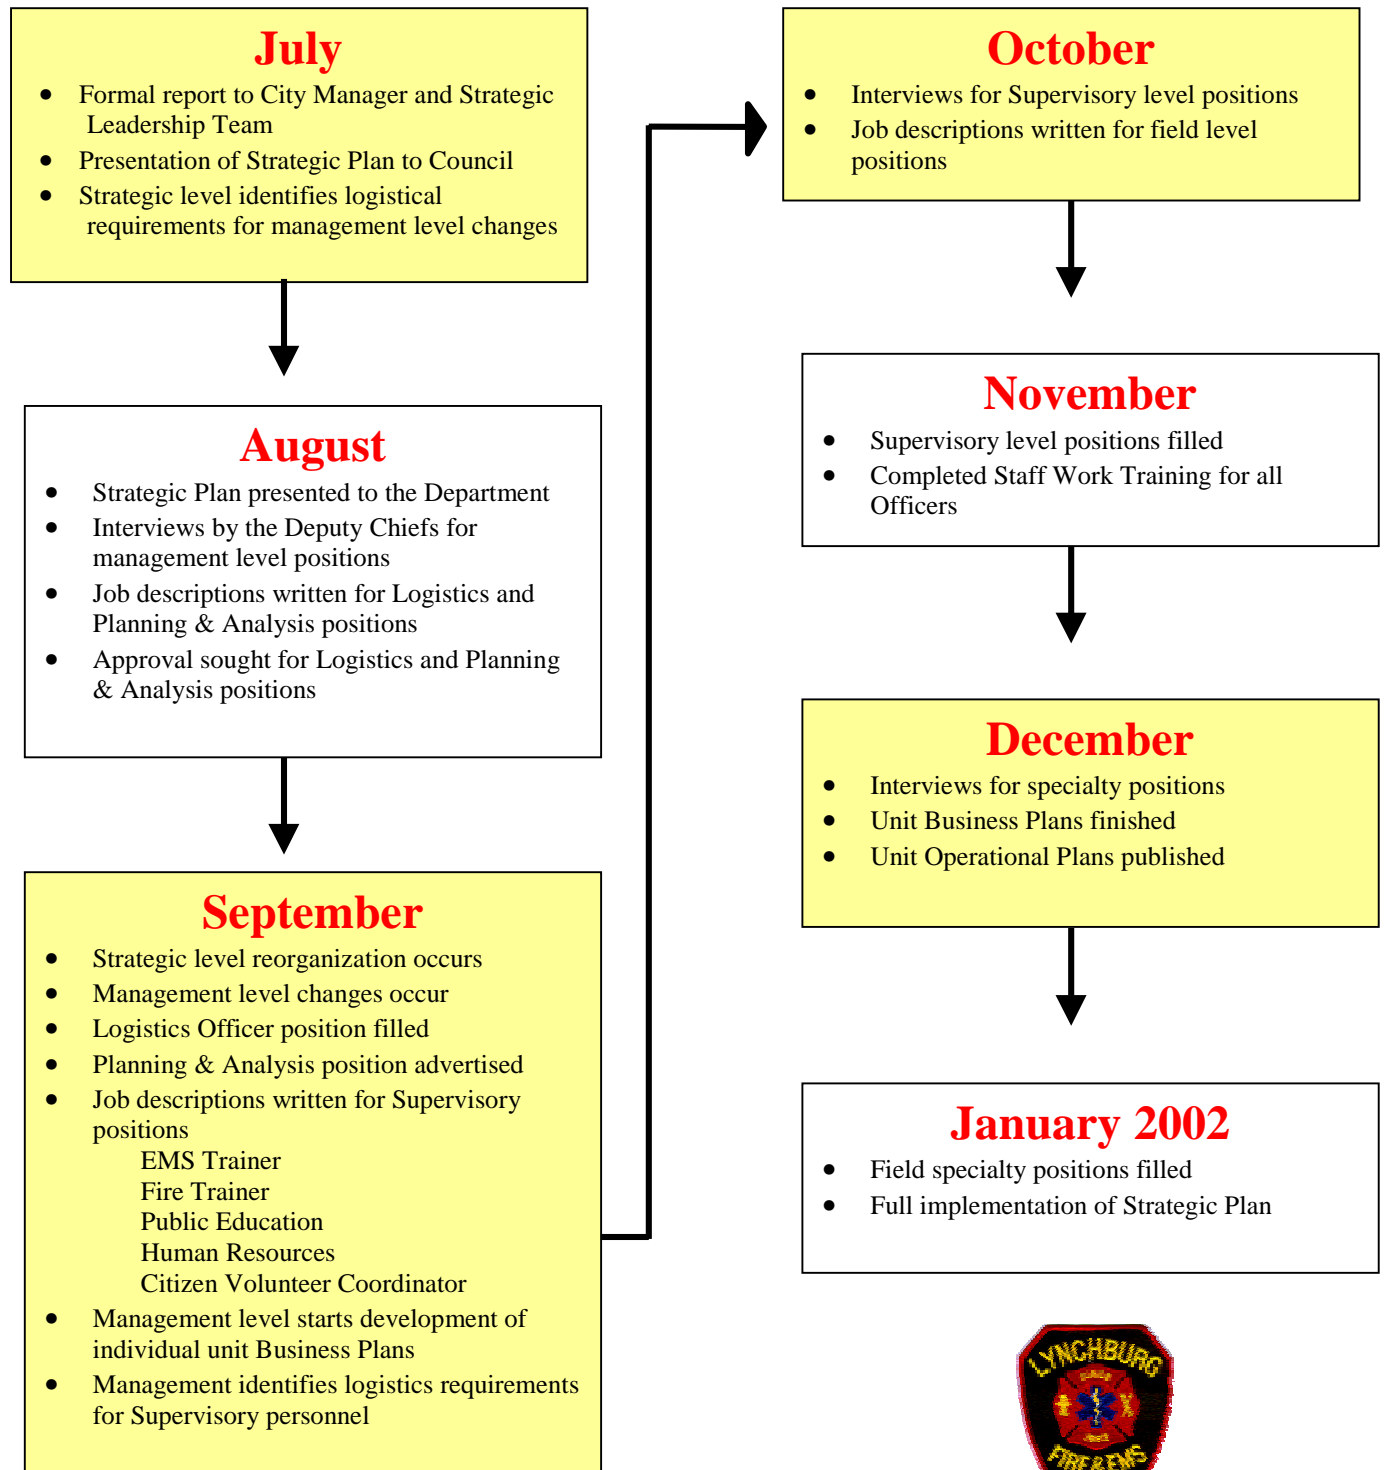 July
• Formal report to City Manager and Strategic
Leadership Team
• Presentation of Strategic Plan to Council
• Strategic level identifies logistical
requirements for management level changes
August
• Strategic Plan presented to the Department
• Interviews by the Deputy Chiefs for
management level positions
• Job descriptions written for Logistics and
Planning & Analysis positions
• Approval sought for Logistics and Planning
& Analysis positions
September
• Strategic level reorganization occurs
• Management level changes occur
• Logistics Officer position filled
• Planning & Analysis position advertised
• Job descriptions written for Supervisory
positions
EMS Trainer
Fire Trainer
Public Education
Human Resources
Citizen Volunteer Coordinator
• Management level starts development of
individual unit Business Plans
• Management identifies logistics requirements
for Supervisory personnel
October
• Interviews for Supervisory level positions
• Job descriptions written for field level
positions
November
• Supervisory level positions filled
• Completed Staff Work Training for all
Officers
December
• Interviews for specialty positions
• Unit Business Plans finished
• Unit Operational Plans published
January 2002
• Field specialty positions filled
• Full implementation of Strategic Plan
LYNCHBURG
FIRE & EMS